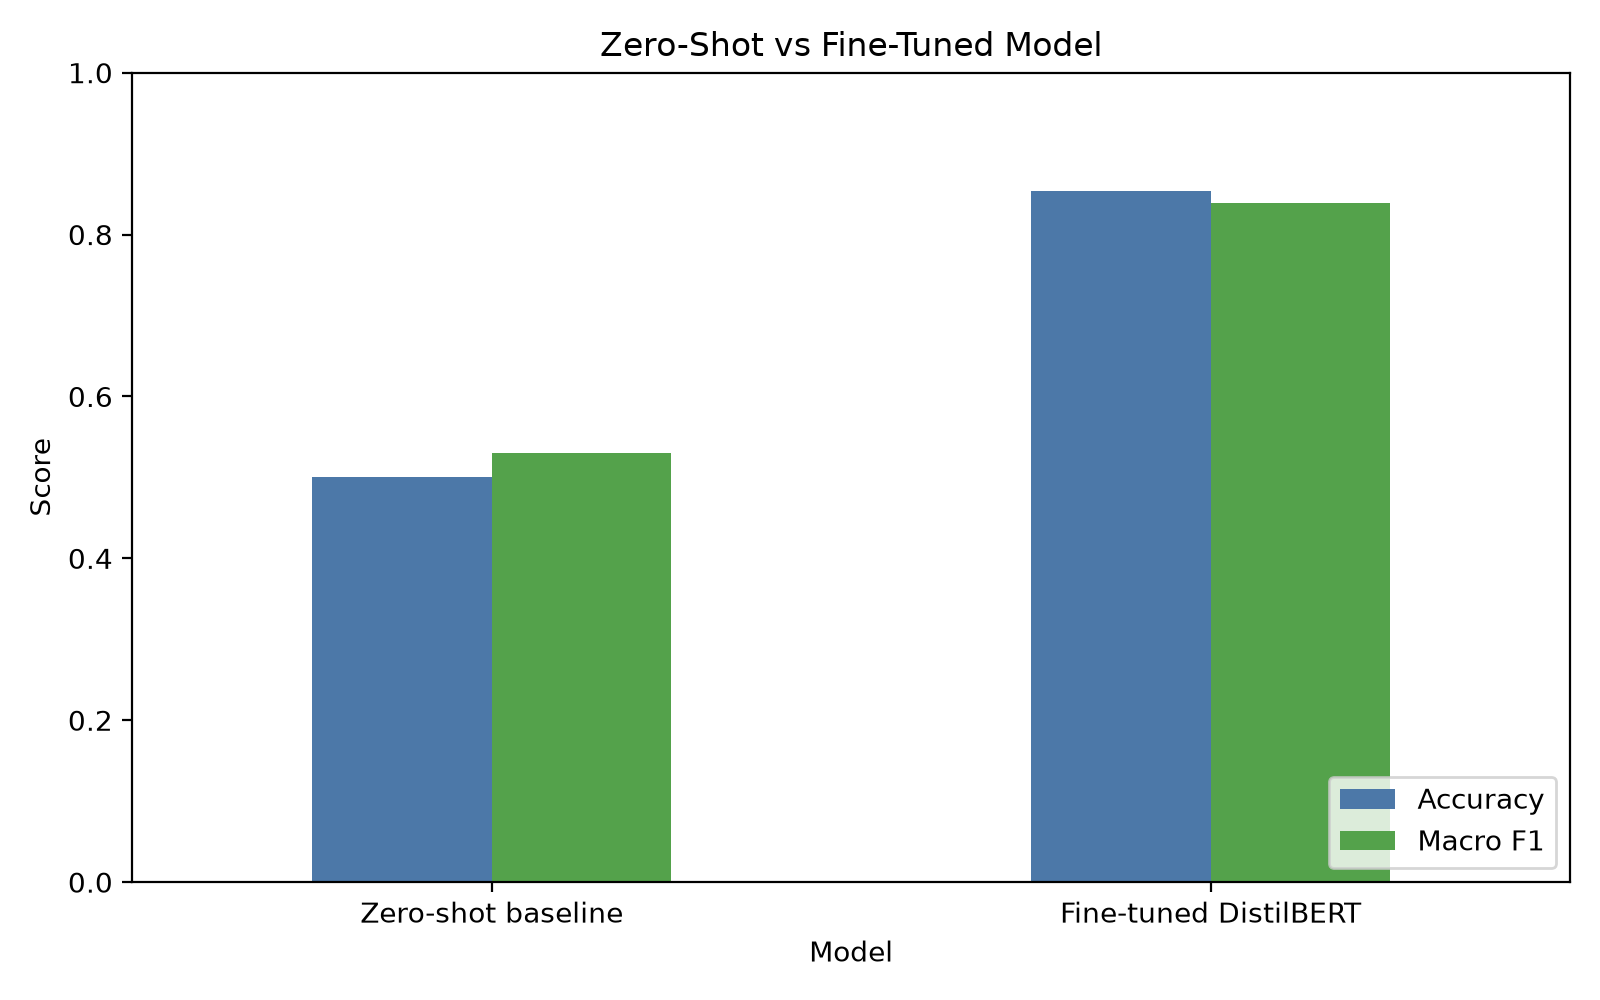 Zero-Shot vs Fine-Tuned Model
1.0
0.8
0.6
0.4
0.2
0.0
Score
Zero-shot baseline
Fine-tuned DistilBERT
Model
Accuracy
Macro F1